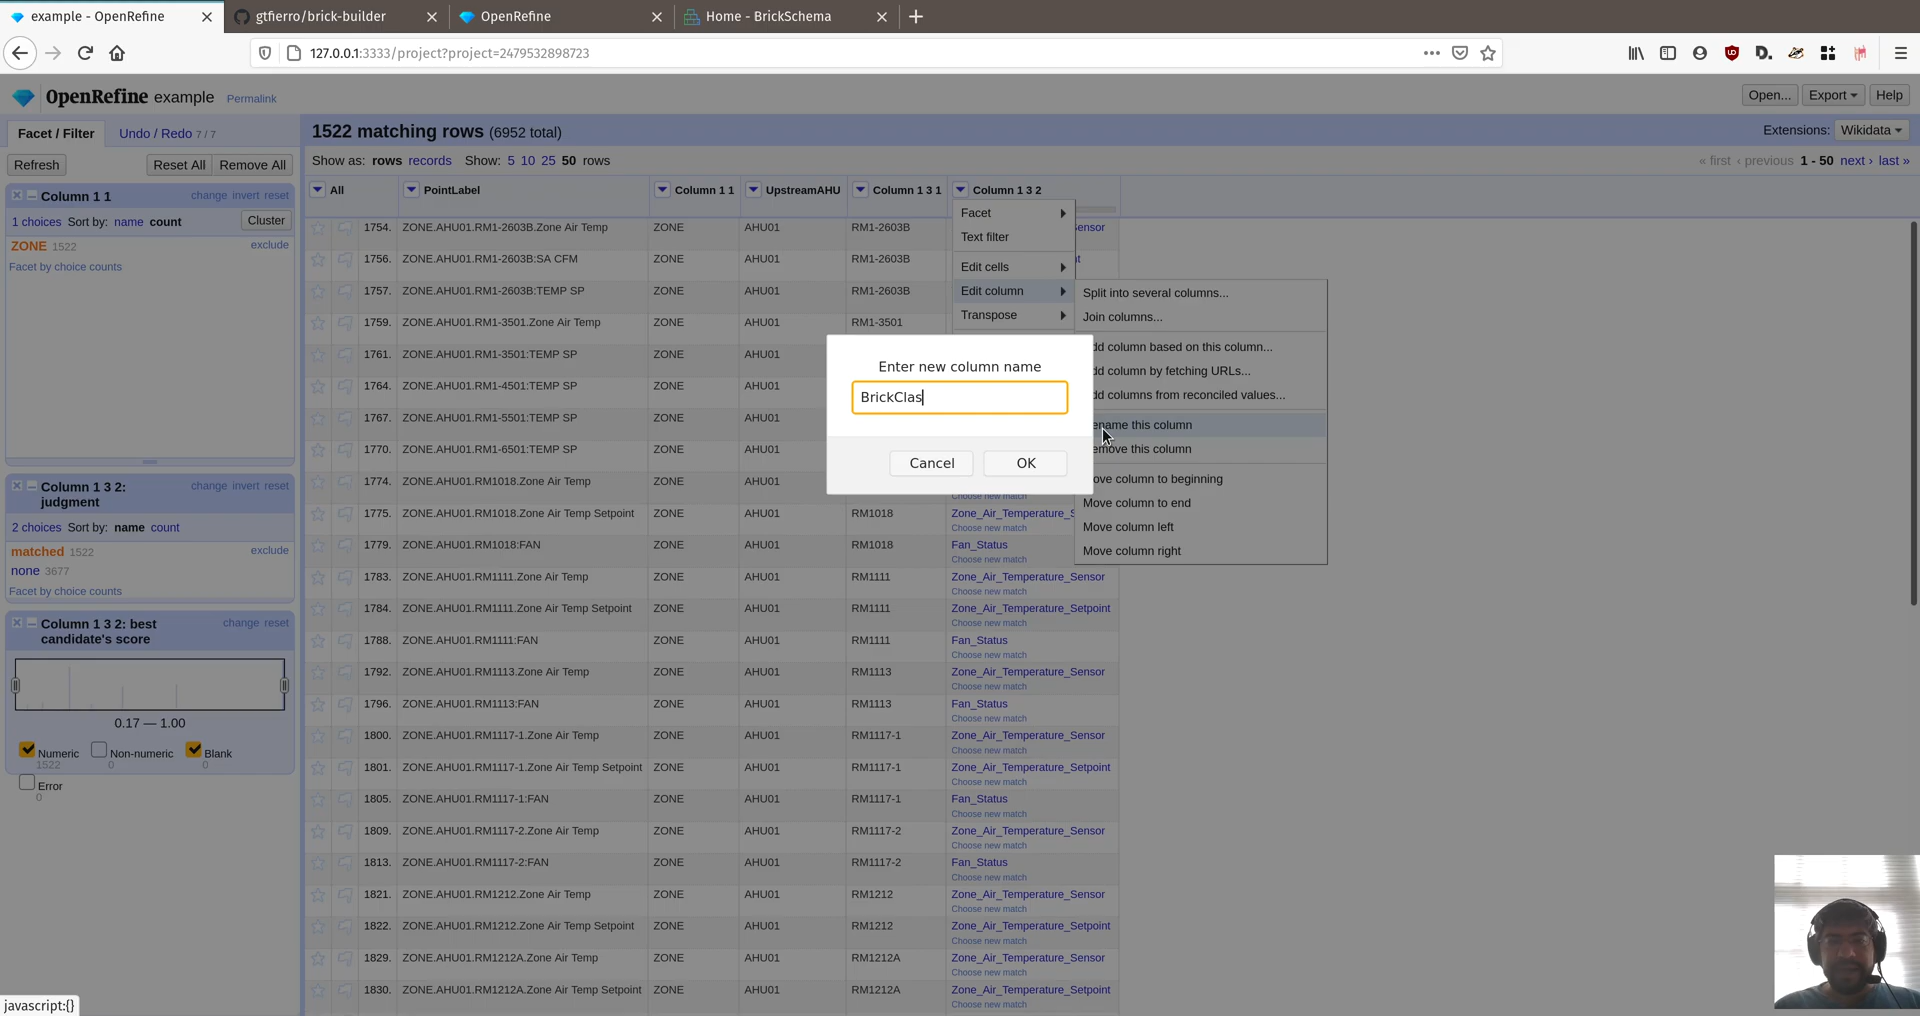 example - OpenRefine
gtfierro/brick-builder
OpenRefine
Home - BrickSchema
127.0.0.1:3333/project?project=2479532898723
OpenRefine example Permalink
Open... Export Help
Facet / Filter
Undo / Redo 7 / 7
1522 matching rows (6952 total)
Extensions: Wikidata
Refresh
Reset All
Remove All
Show as: rows records Show: 5 10 25 50 rows
« first ‹ previous 1 - 50 next › last »
Column 1 1
change invert reset
1 choices Sort by: name count
Cluster
ZONE 1522
exclude
Facet by choice counts
Column 1 3 2: judgment
change invert reset
2 choices Sort by: name count
matched 1522
exclude
none 3677
Facet by choice counts
Column 1 3 2: best candidate's score
change reset
0.17 — 1.00
Numeric 1522
Non-numeric 0
Blank 0
Error 0
All PointLabel Column 1 1 UpstreamAHU Column 1 3 1 Column 1 3 2
1754. ZONE.AHU01.RM1-2603B.Zone Air Temp ZONE AHU01 RM1-2603B ensor
1756. ZONE.AHU01.RM1-2603B:SA CFM ZONE AHU01 RM1-2603B
1757. ZONE.AHU01.RM1-2603B:TEMP SP ZONE AHU01 RM1-2603B
1759. ZONE.AHU01.RM1-3501.Zone Air Temp ZONE AHU01 RM1-3501
1761. ZONE.AHU01.RM1-3501:TEMP SP ZONE AHU01
1764. ZONE.AHU01.RM1-4501:TEMP SP ZONE AHU01
1767. ZONE.AHU01.RM1-5501:TEMP SP ZONE AHU01
1770. ZONE.AHU01.RM1-6501:TEMP SP ZONE AHU01
1774. ZONE.AHU01.RM1018.Zone Air Temp ZONE AHU01
Choose new match
1775. ZONE.AHU01.RM1018.Zone Air Temp Setpoint ZONE AHU01 RM1018 Zone_Air_Temperature_S
Choose new match
1779. ZONE.AHU01.RM1018:FAN ZONE AHU01 RM1018 Fan_Status
Choose new match
1783. ZONE.AHU01.RM1111.Zone Air Temp ZONE AHU01 RM1111 Zone_Air_Temperature_Sensor
Choose new match
1784. ZONE.AHU01.RM1111.Zone Air Temp Setpoint ZONE AHU01 RM1111 Zone_Air_Temperature_Setpoint
Choose new match
1788. ZONE.AHU01.RM1111:FAN ZONE AHU01 RM1111 Fan_Status
Choose new match
1792. ZONE.AHU01.RM1113.Zone Air Temp ZONE AHU01 RM1113 Zone_Air_Temperature_Sensor
Choose new match
1796. ZONE.AHU01.RM1113:FAN ZONE AHU01 RM1113 Fan_Status
Choose new match
1800. ZONE.AHU01.RM1117-1.Zone Air Temp ZONE AHU01 RM1117-1 Zone_Air_Temperature_Sensor
Choose new match
1801. ZONE.AHU01.RM1117-1.Zone Air Temp Setpoint ZONE AHU01 RM1117-1 Zone_Air_Temperature_Setpoint
Choose new match
1805. ZONE.AHU01.RM1117-1:FAN ZONE AHU01 RM1117-1 Fan_Status
Choose new match
1809. ZONE.AHU01.RM1117-2.Zone Air Temp ZONE AHU01 RM1117-2 Zone_Air_Temperature_Sensor
Choose new match
1813. ZONE.AHU01.RM1117-2:FAN ZONE AHU01 RM1117-2 Fan_Status
Choose new match
1821. ZONE.AHU01.RM1212.Zone Air Temp ZONE AHU01 RM1212 Zone_Air_Temperature_Sensor
Choose new match
1822. ZONE.AHU01.RM1212.Zone Air Temp Setpoint ZONE AHU01 RM1212 Zone_Air_Temperature_Setpoint
Choose new match
1829. ZONE.AHU01.RM1212A.Zone Air Temp ZONE AHU01 RM1212A Zone_Air_Temperature_Sensor
Choose new match
1830. ZONE.AHU01.RM1212A.Zone Air Temp Setpoint ZONE AHU01 RM1212A Zone_Air_Temperature_Setpoint
Choose new match
Facet
Text filter
Edit cells
Edit column
Transpose
Split into several columns...
Join columns...
dd column based on this column...
dd column by fetching URLs...
dd columns from reconciled values...
ename this column
emove this column
ove column to beginning
Move column to end
Move column left
Move column right
Enter new column name
BrickClas
Cancel
OK
javascript:{}